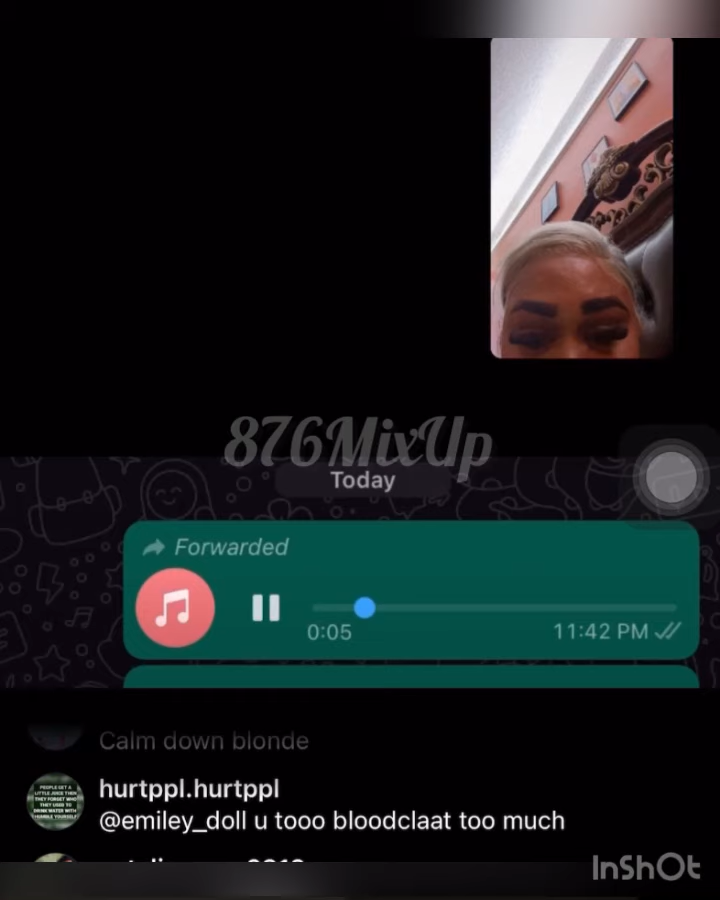 876MixUp
Today
Forwarded
0:05
11:42 PM
Calm down blonde
hurtppl.hurtppl
@emiley_doll u tooo bloodclaat too much
InShOt